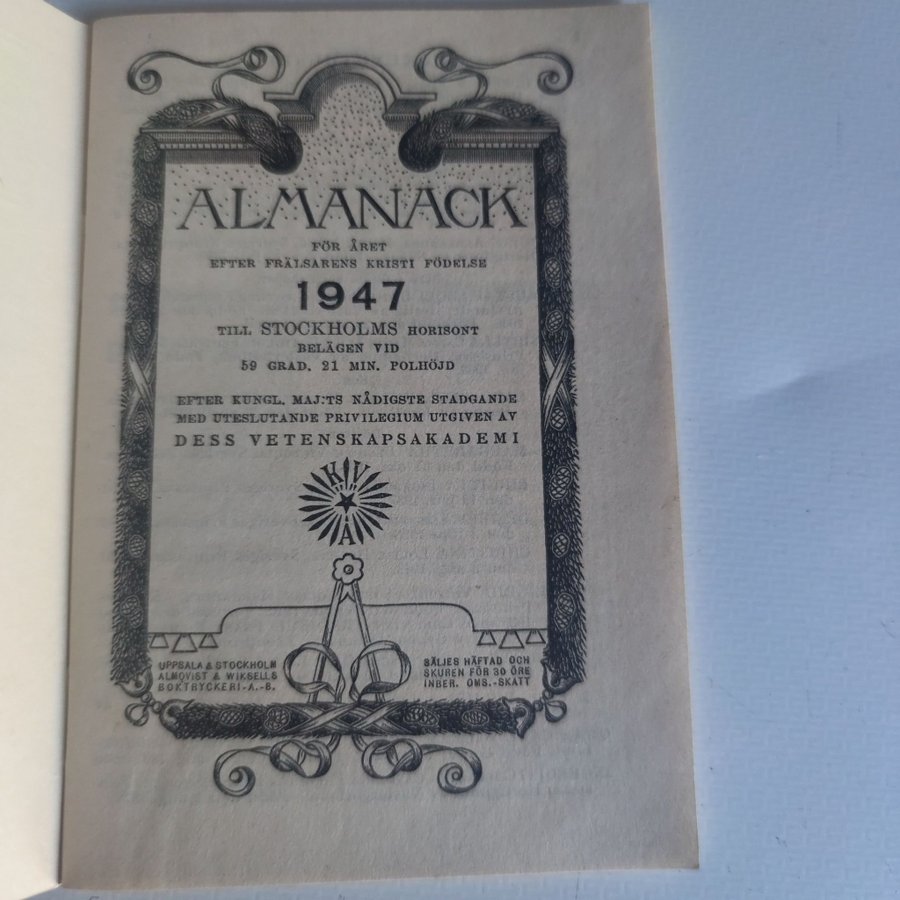 ALMANACK
FÖR ÅRET
EFTER FRÄLSARENS KRISTI FÖDELSE
1947
TILL STOCKHOLMS HORISONT
BELÄGEN VID
59 GRAD. 21 MIN. POLHÖJD
EFTER KUNGL. MAJ:TS NÅDIGSTE STADGANDE
MED UTESLUTANDE PRIVILEGIUM UTGIVEN AV
DESS VETENSKAPSAKADEMI
K V
A
UPPSALA & STOCKHOLM
ALMQVIST & WIKSELLS
BOKTRYCKERI-A.-B.
SÄLJES HÄFTAD OCH
SKUREN FÖR 30 ÖRE
INBER. OMS.-SKATT